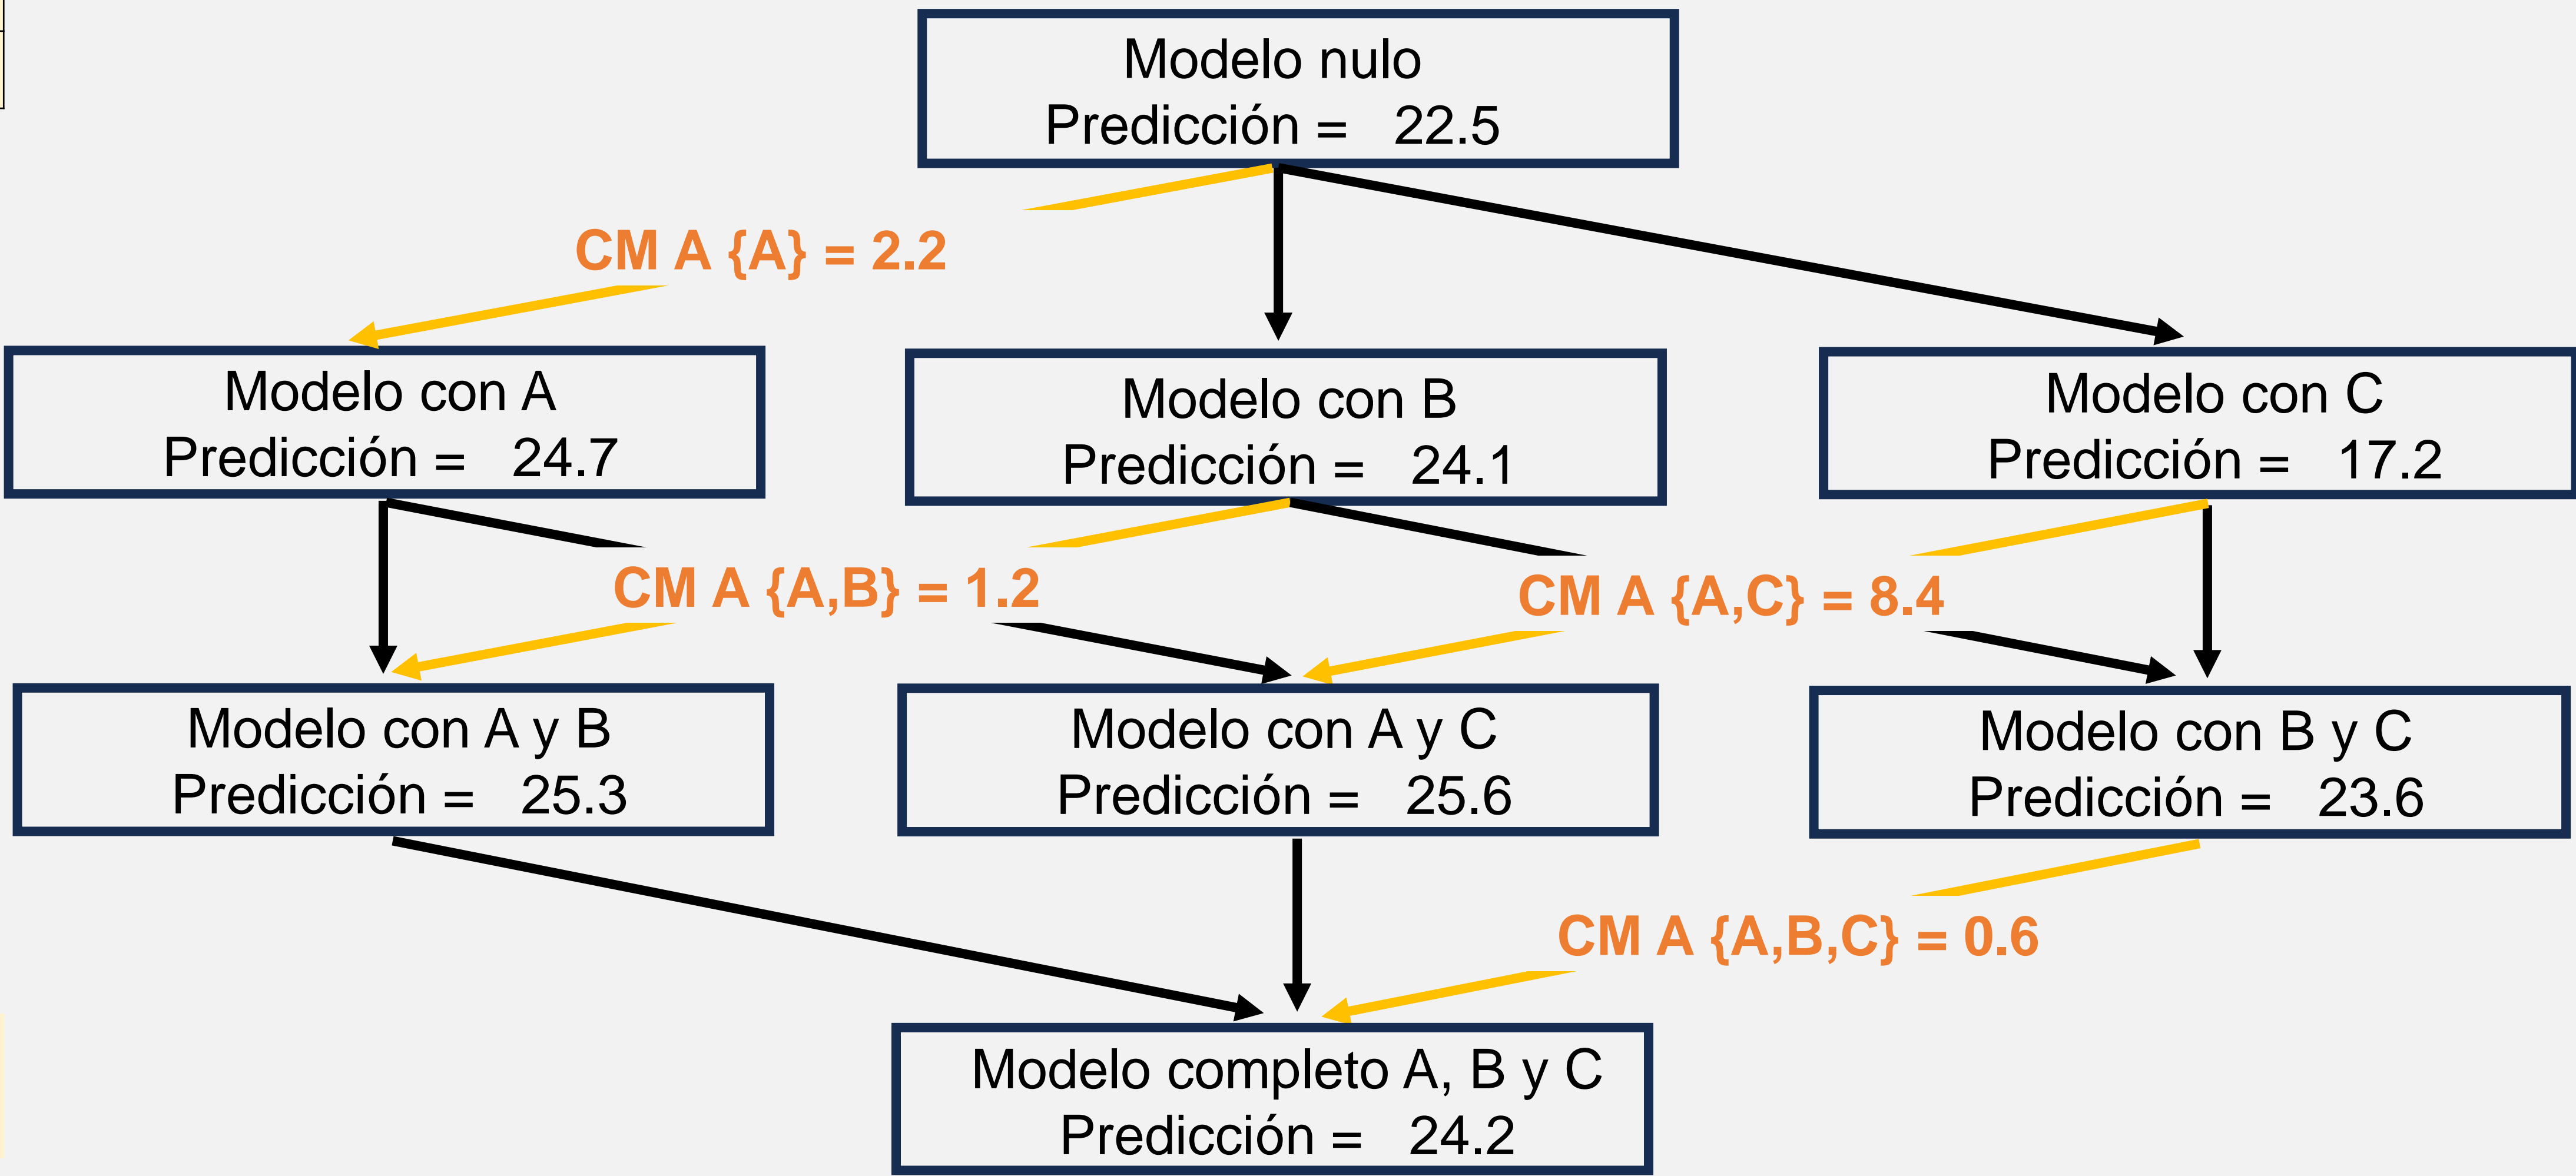 Modelo nulo
Predicción = 22.5
CM A {A} = 2.2
Modelo con A
Predicción = 24.7
Modelo con B
Predicción = 24.1
Modelo con C
Predicción = 17.2
CM A {A,B} = 1.2
CM A {A,C} = 8.4
Modelo con A y B
Predicción = 25.3
Modelo con A y C
Predicción = 25.6
Modelo con B y C
Predicción = 23.6
CM A {A,B,C} = 0.6
Modelo completo A, B y C
Predicción = 24.2